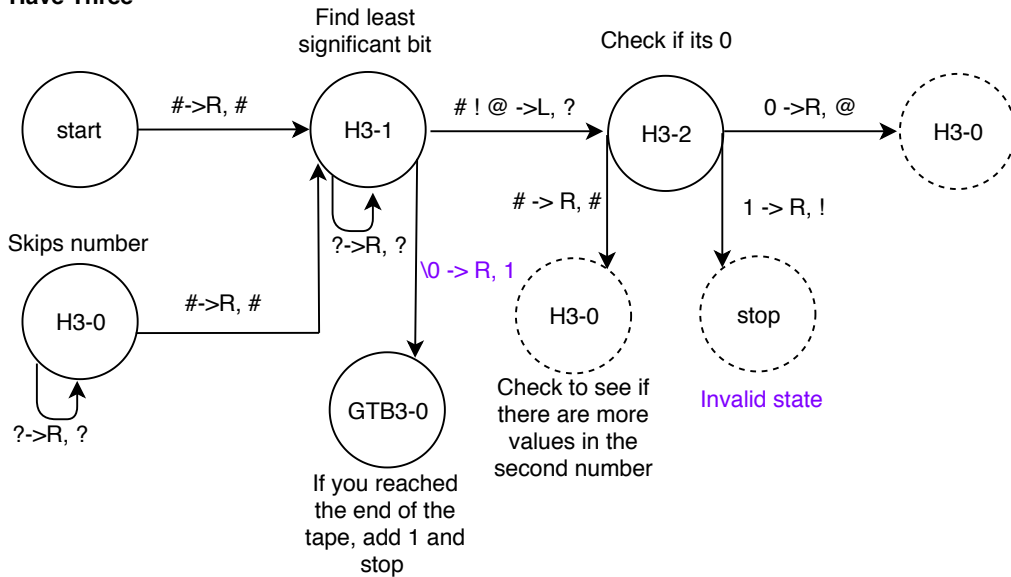 Have Three
Find least
significant bit
Check if its 0
start
#->R, #
H3-1
# ! @ ->L, ?
H3-2
0 ->R, @
H3-0
# -> R, #
1 -> R, !
?->R, ?
Skips number
\0 -> R, 1
H3-0
#->R, #
H3-0
stop
?->R, ?
GTB3-0
Check to see if
there are more
values in the
second number
Invalid state
If you reached
the end of the
tape, add 1 and
stop